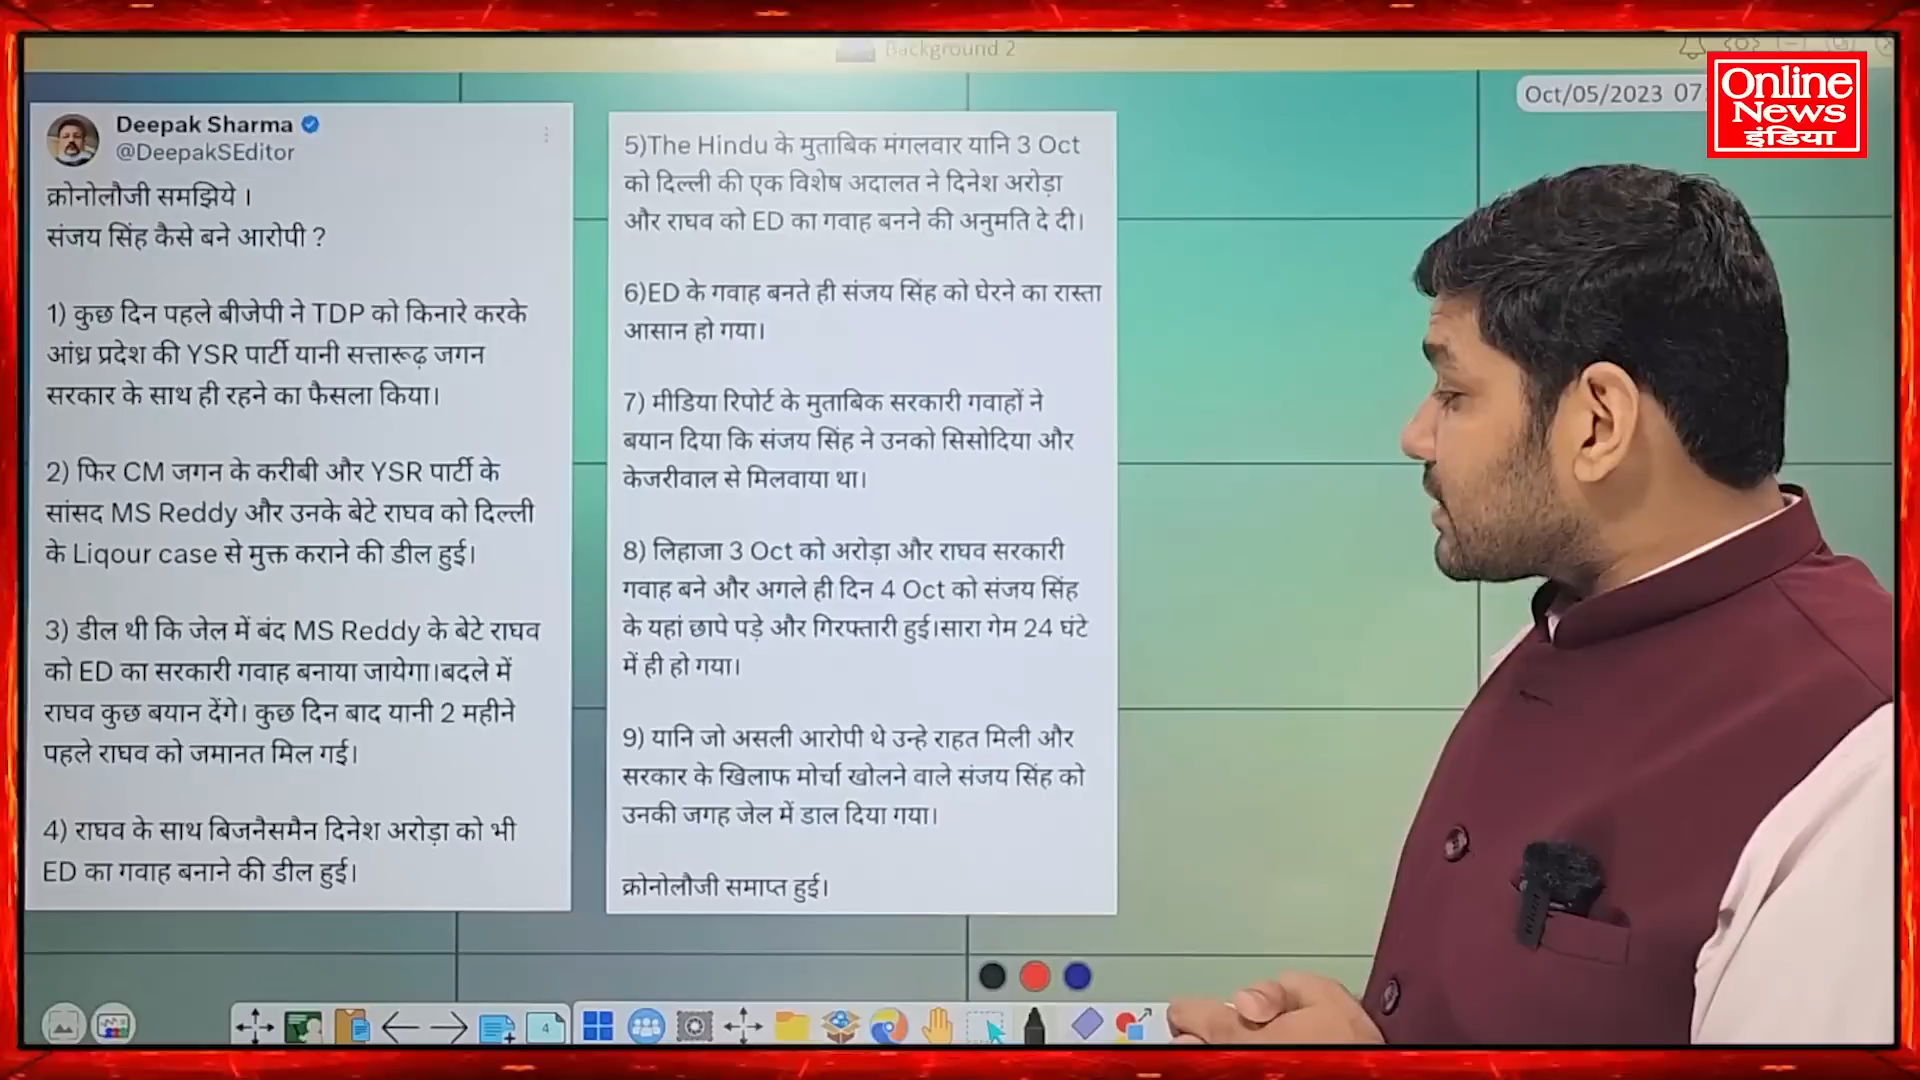 Background 2
Oct/05/2023 07
Online
News
इंडिया
Deepak Sharma
@DeepakSEditor
क्रोनोलौजी समझिये ।
संजय सिंह कैसे बने आरोपी ?
1) कुछ दिन पहले बीजेपी ने TDP को किनारे करके
आंध्र प्रदेश की YSR पार्टी यानी सत्तारूढ़ जगन
सरकार के साथ ही रहने का फैसला किया।
2) फिर CM जगन के करीबी और YSR पार्टी के
सांसद MS Reddy और उनके बेटे राघव को दिल्ली
के Liqour case से मुक्त कराने की डील हुई।
3) डील थी कि जेल में बंद MS Reddy के बेटे राघव
को ED का सरकारी गवाह बनाया जायेगा।बदले में
राघव कुछ बयान देंगे। कुछ दिन बाद यानी 2 महीने
पहले राघव को जमानत मिल गई।
4) राघव के साथ बिजनैसमैन दिनेश अरोड़ा को भी
ED का गवाह बनाने की डील हुई।
5)The Hindu के मुताबिक मंगलवार यानि 3 Oct
को दिल्ली की एक विशेष अदालत ने दिनेश अरोड़ा
और राघव को ED का गवाह बनने की अनुमति दे दी।
6)ED के गवाह बनते ही संजय सिंह को घेरने का रास्ता
आसान हो गया।
7) मीडिया रिपोर्ट के मुताबिक सरकारी गवाहों ने
बयान दिया कि संजय सिंह ने उनको सिसोदिया और
केजरीवाल से मिलवाया था।
8) लिहाजा 3 Oct को अरोड़ा और राघव सरकारी
गवाह बने और अगले ही दिन 4 Oct को संजय सिंह
के यहां छापे पड़े और गिरफ्तारी हुई।सारा गेम 24 घंटे
में ही हो गया।
9) यानि जो असली आरोपी थे उन्हे राहत मिली और
सरकार के खिलाफ मोर्चा खोलने वाले संजय सिंह को
उनकी जगह जेल में डाल दिया गया।
क्रोनोलौजी समाप्त हुई।
4